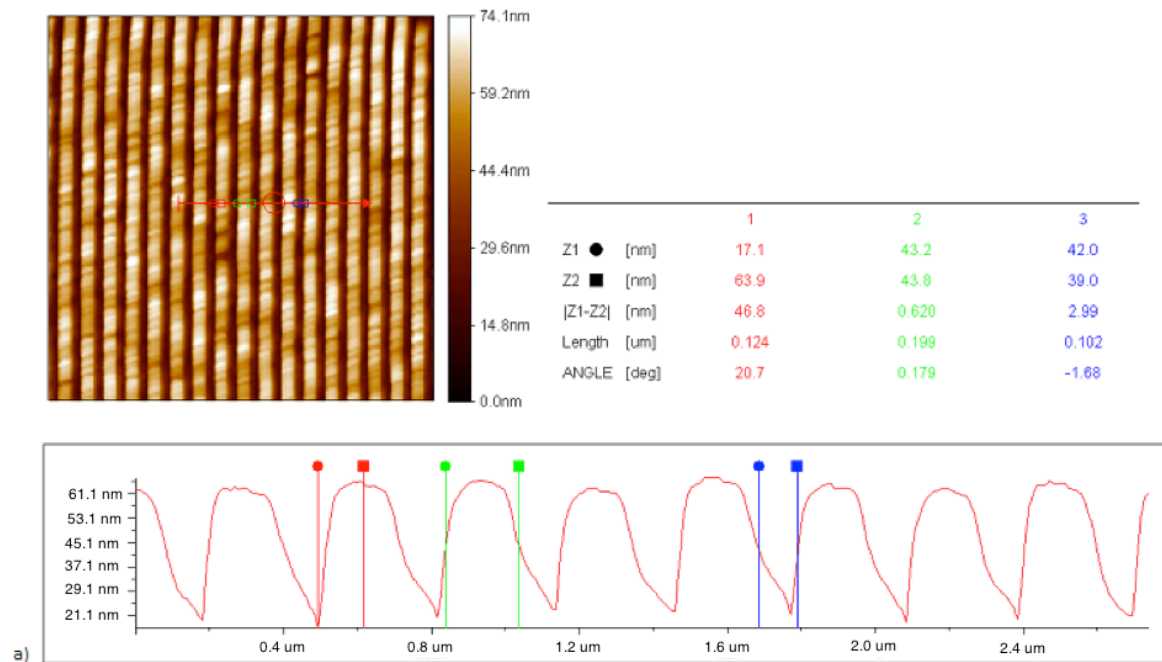 74.1nm
59.2nm
44.4nm
29.6nm
14.8nm
0.0nm
1 2 3
Z1 ● [nm] 17.1 43.2 42.0
Z2 ■ [nm] 63.9 43.8 39.0
|Z1-Z2| [nm] 46.8 0.620 2.99
Length [um] 0.124 0.199 0.102
ANGLE [deg] 20.7 0.179 -1.68
61.1 nm
53.1 nm
45.1 nm
37.1 nm
29.1 nm
21.1 nm
0.4 um 0.8 um 1.2 um 1.6 um 2.0 um 2.4 um
a)